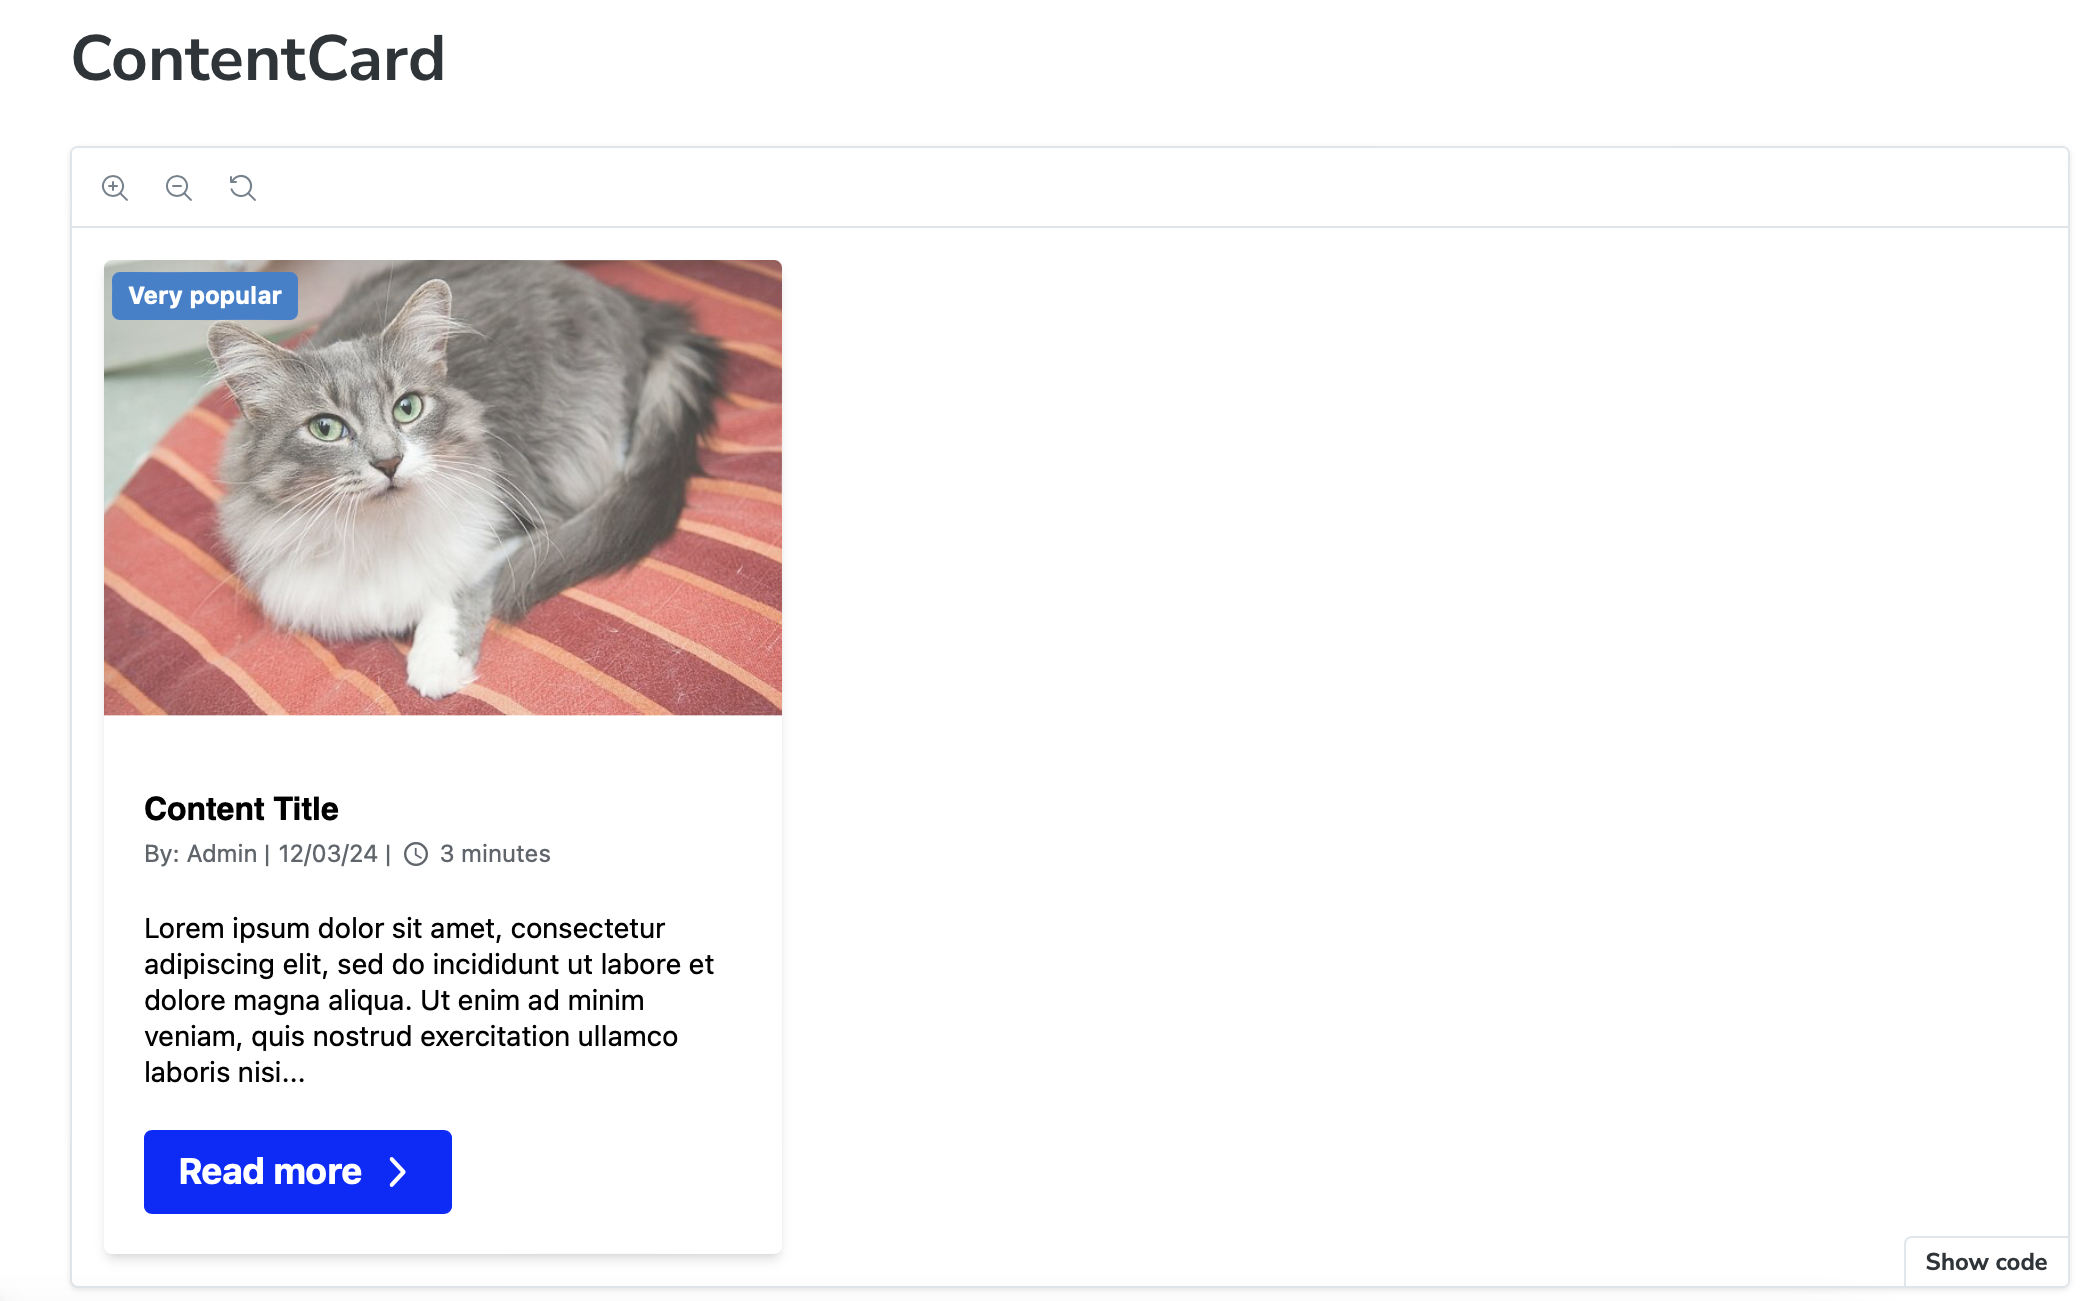 ContentCard
Very popular
Content Title
By: Admin | 12/03/24 | 3 minutes
Lorem ipsum dolor sit amet, consectetur
adipiscing elit, sed do incididunt ut labore et
dolore magna aliqua. Ut enim ad minim
veniam, quis nostrud exercitation ullamco
laboris nisi...
Read more
Show code